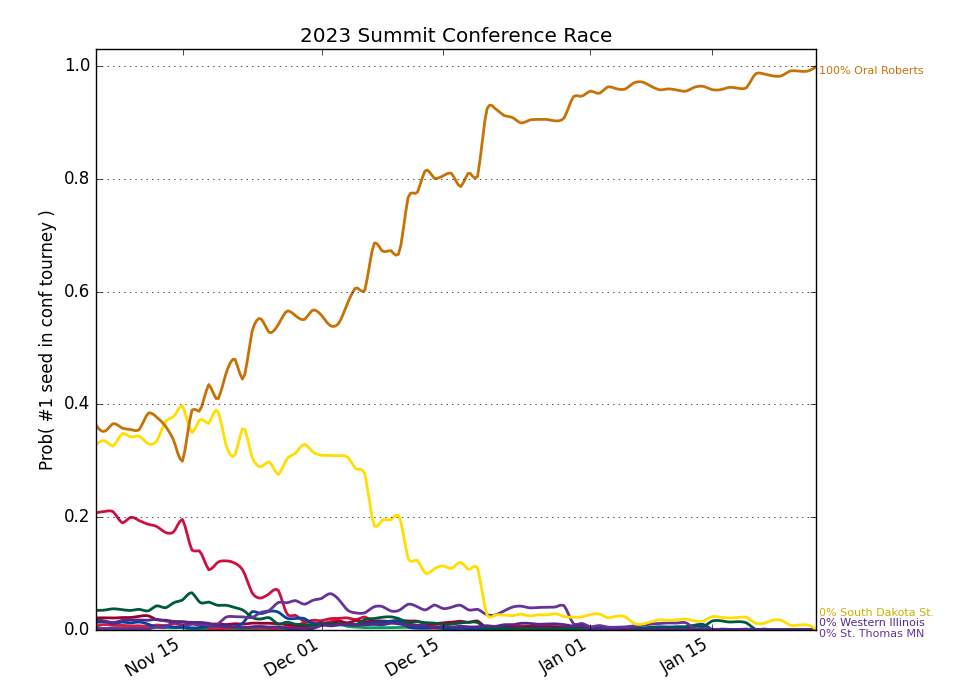 2023 Summit Conference Race
Prob( #1 seed in conf tourney )
1.0
0.8
0.6
0.4
0.2
0.0
Nov 15
Dec 01
Dec 15
Jan 01
Jan 15
100% Oral Roberts
0% South Dakota St.
0% Western Illinois
0% St. Thomas MN